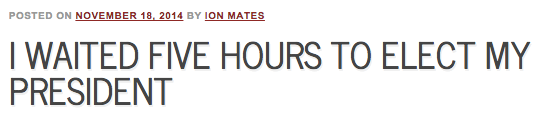 POSTED ON NOVEMBER 18, 2014 BY ION MATES
I WAITED FIVE HOURS TO ELECT MY
PRESIDENT